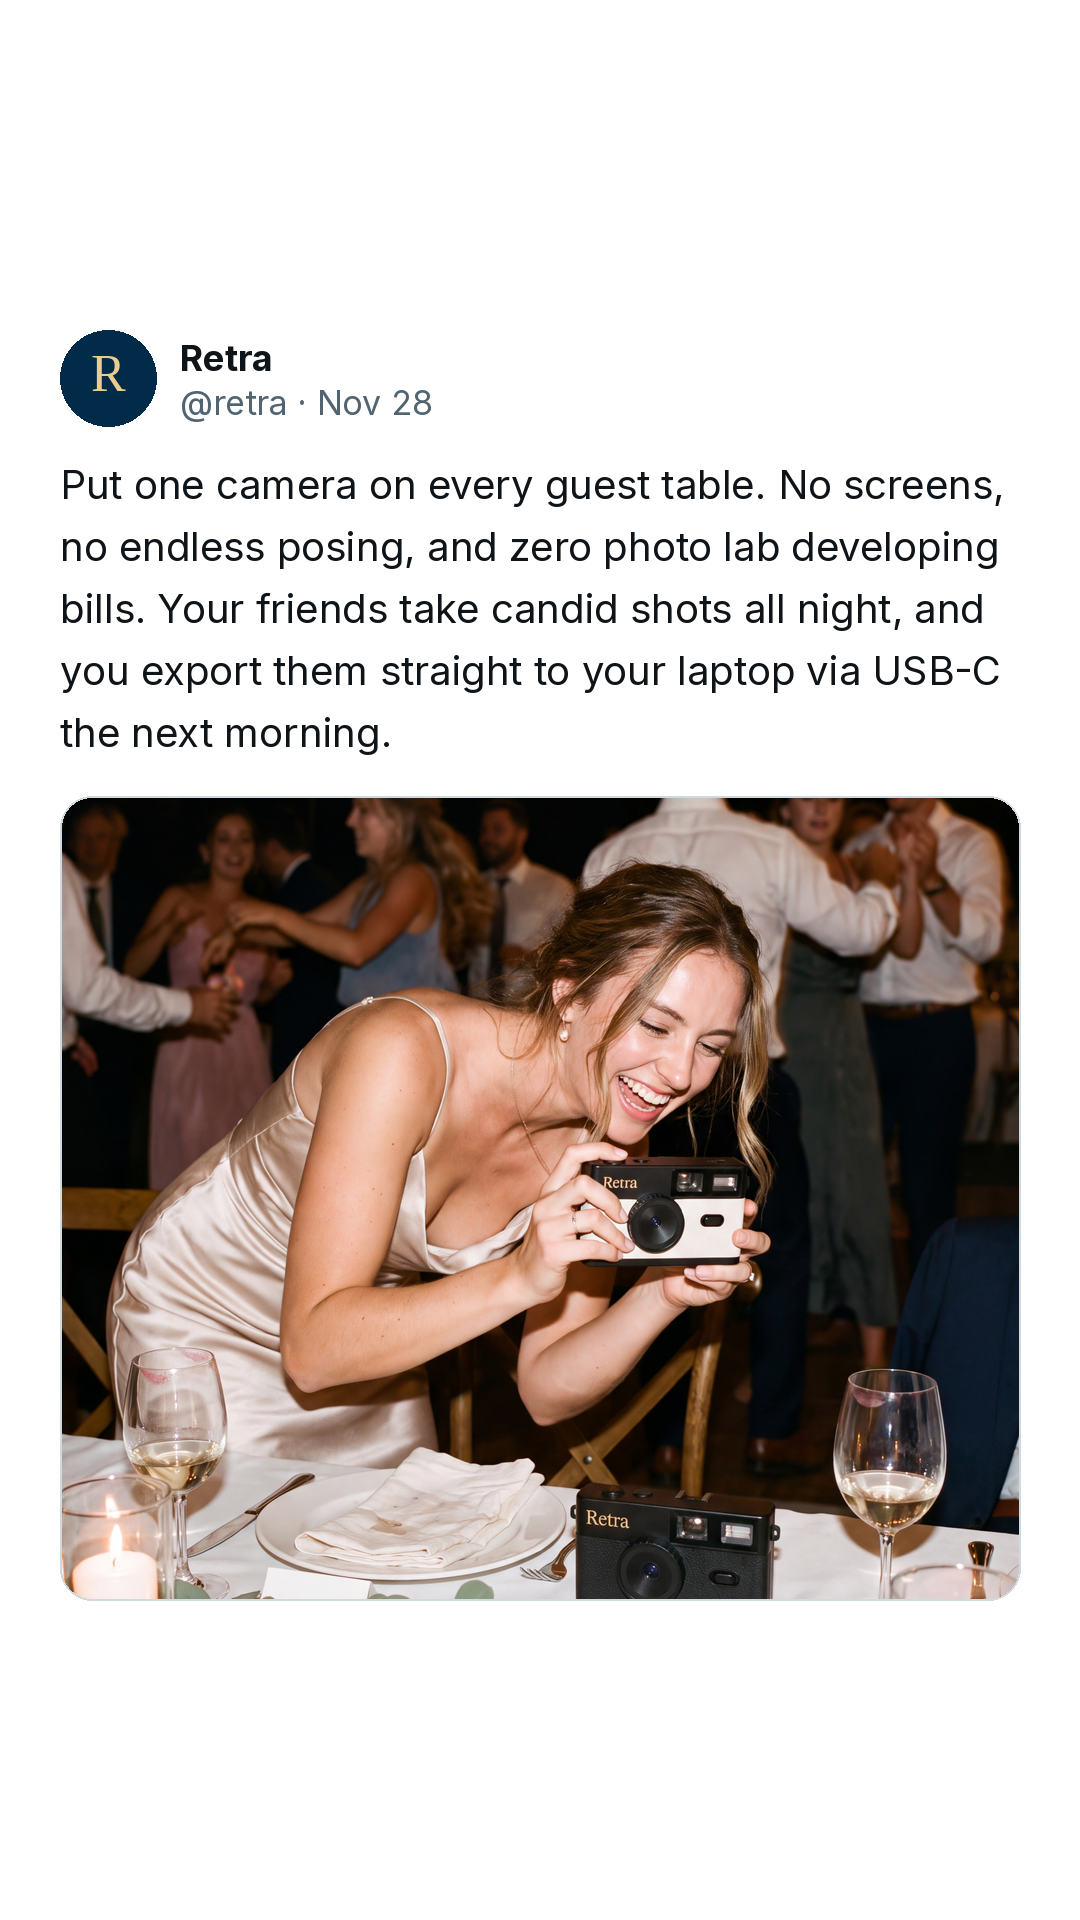 R
Retra
@retra · Nov 28
Put one camera on every guest table. No screens,
no endless posing, and zero photo lab developing
bills. Your friends take candid shots all night, and
you export them straight to your laptop via USB-C
the next morning.
Retra
Retra